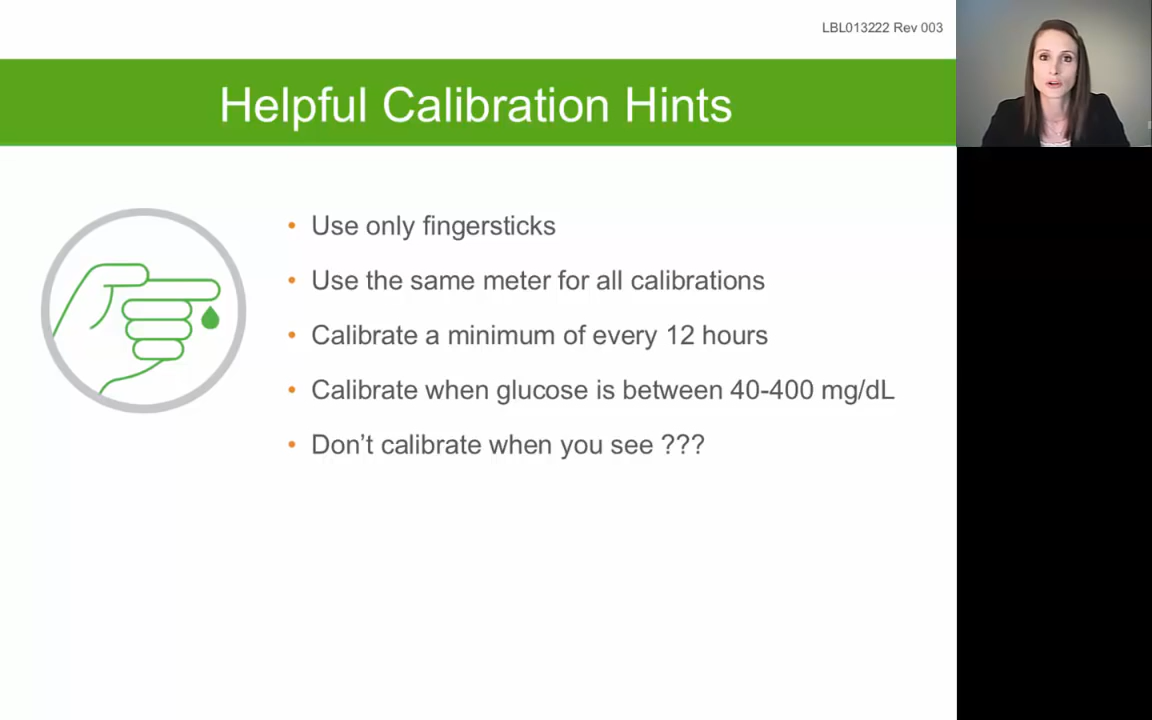 LBL013222 Rev 003
Helpful Calibration Hints
• Use only fingersticks
• Use the same meter for all calibrations
• Calibrate a minimum of every 12 hours
• Calibrate when glucose is between 40-400 mg/dL
• Don’t calibrate when you see ???